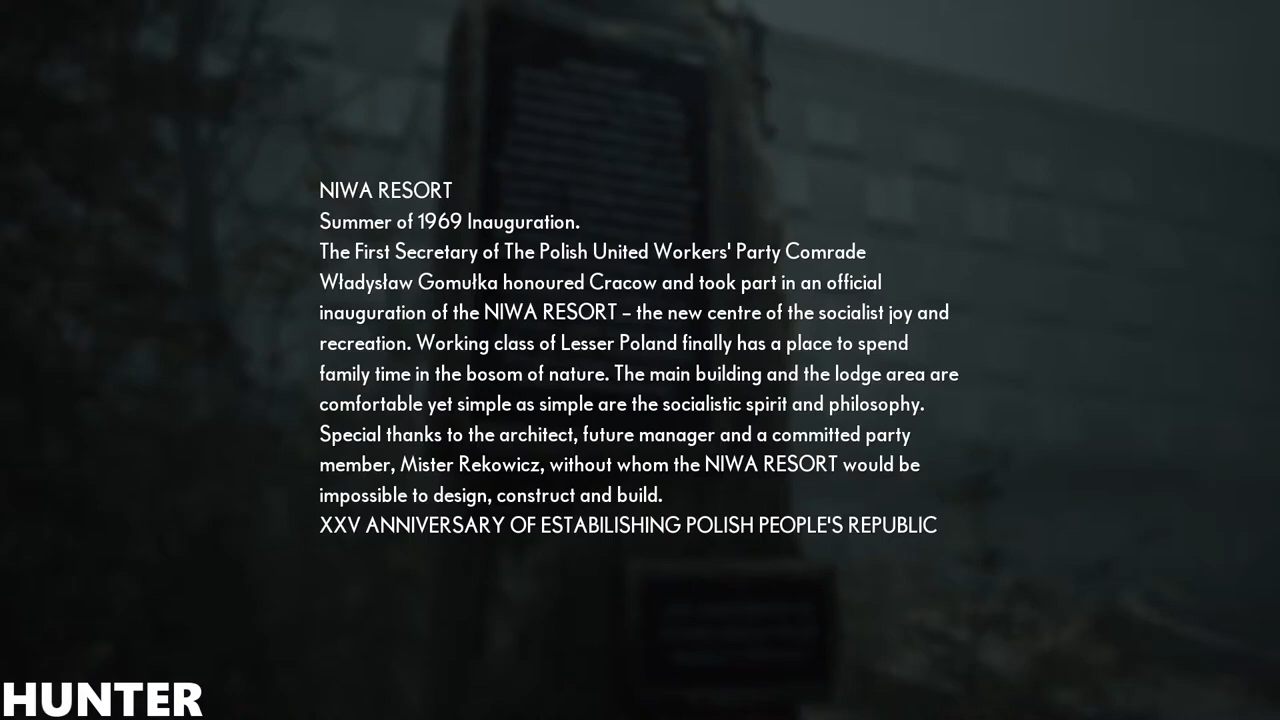 NIWA RESORT
Summer of 1969 Inauguration.
The First Secretary of The Polish United Workers' Party Comrade
Władysław Gomułka honoured Cracow and took part in an official
inauguration of the NIWA RESORT – the new centre of the socialist joy and
recreation. Working class of Lesser Poland finally has a place to spend
family time in the bosom of nature. The main building and the lodge area are
comfortable yet simple as simple are the socialistic spirit and philosophy.
Special thanks to the architect, future manager and a committed party
member, Mister Rekowicz, without whom the NIWA RESORT would be
impossible to design, construct and build.
XXV ANNIVERSARY OF ESTABILISHING POLISH PEOPLE'S REPUBLIC
HUNTER